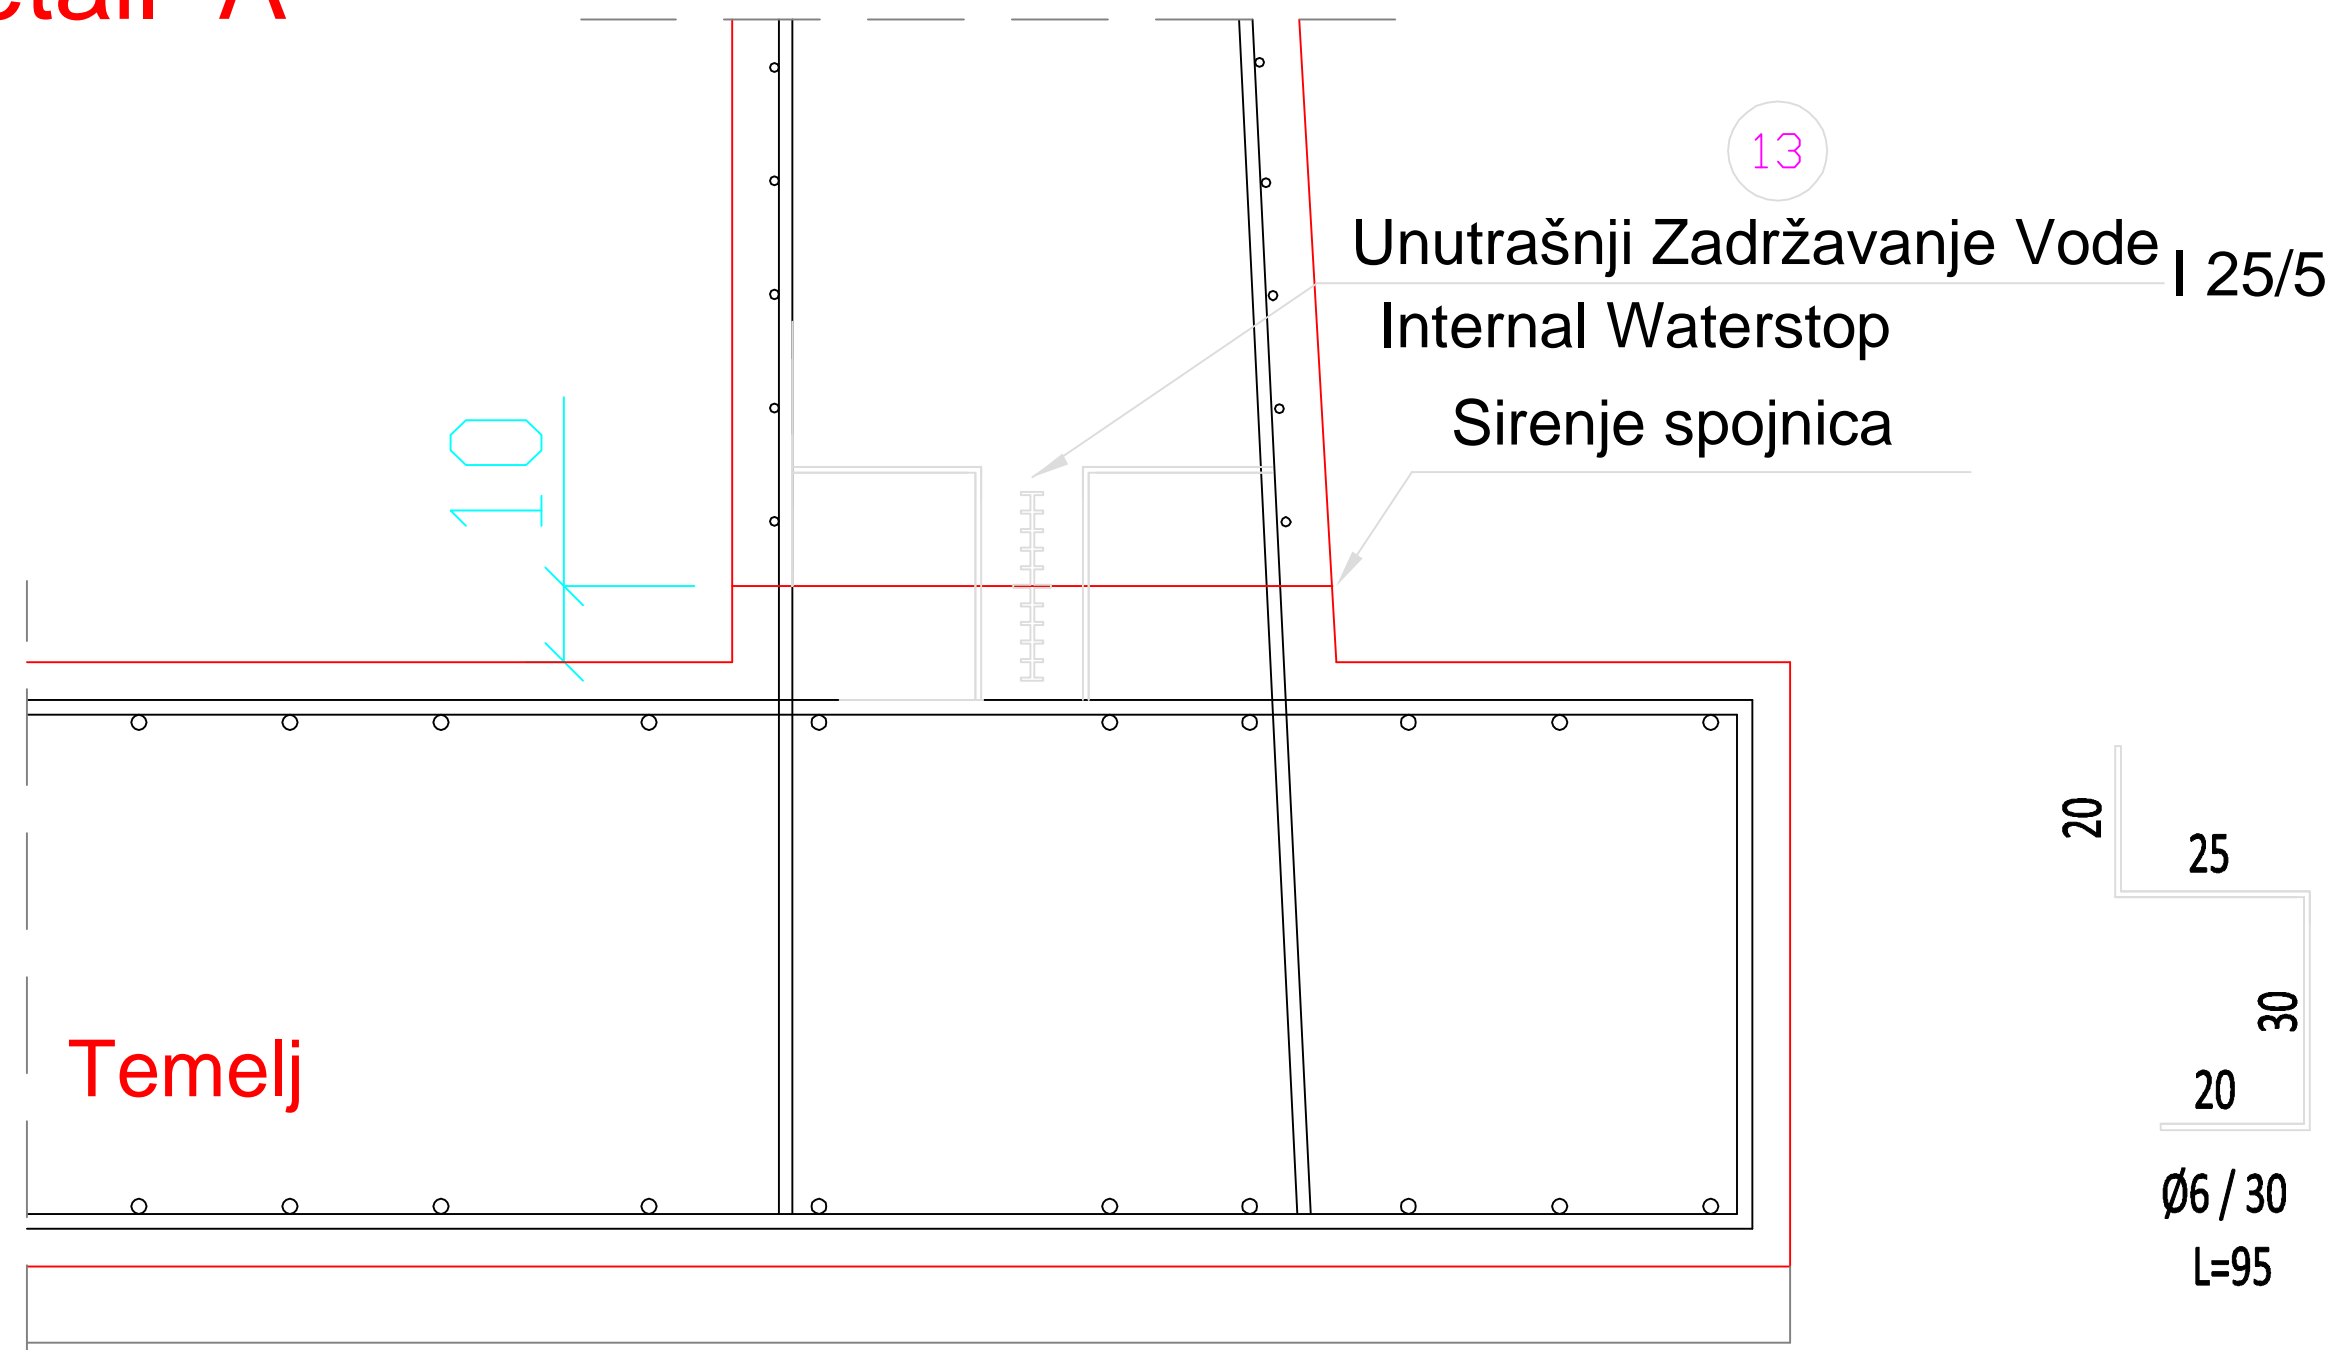 A
13
Unutrašnji Zadržavanje Vode
I 25/5
Internal Waterstop
Sirenje spojnica
10
20
25
30
Temelj
20
Ø6 / 30
L=95